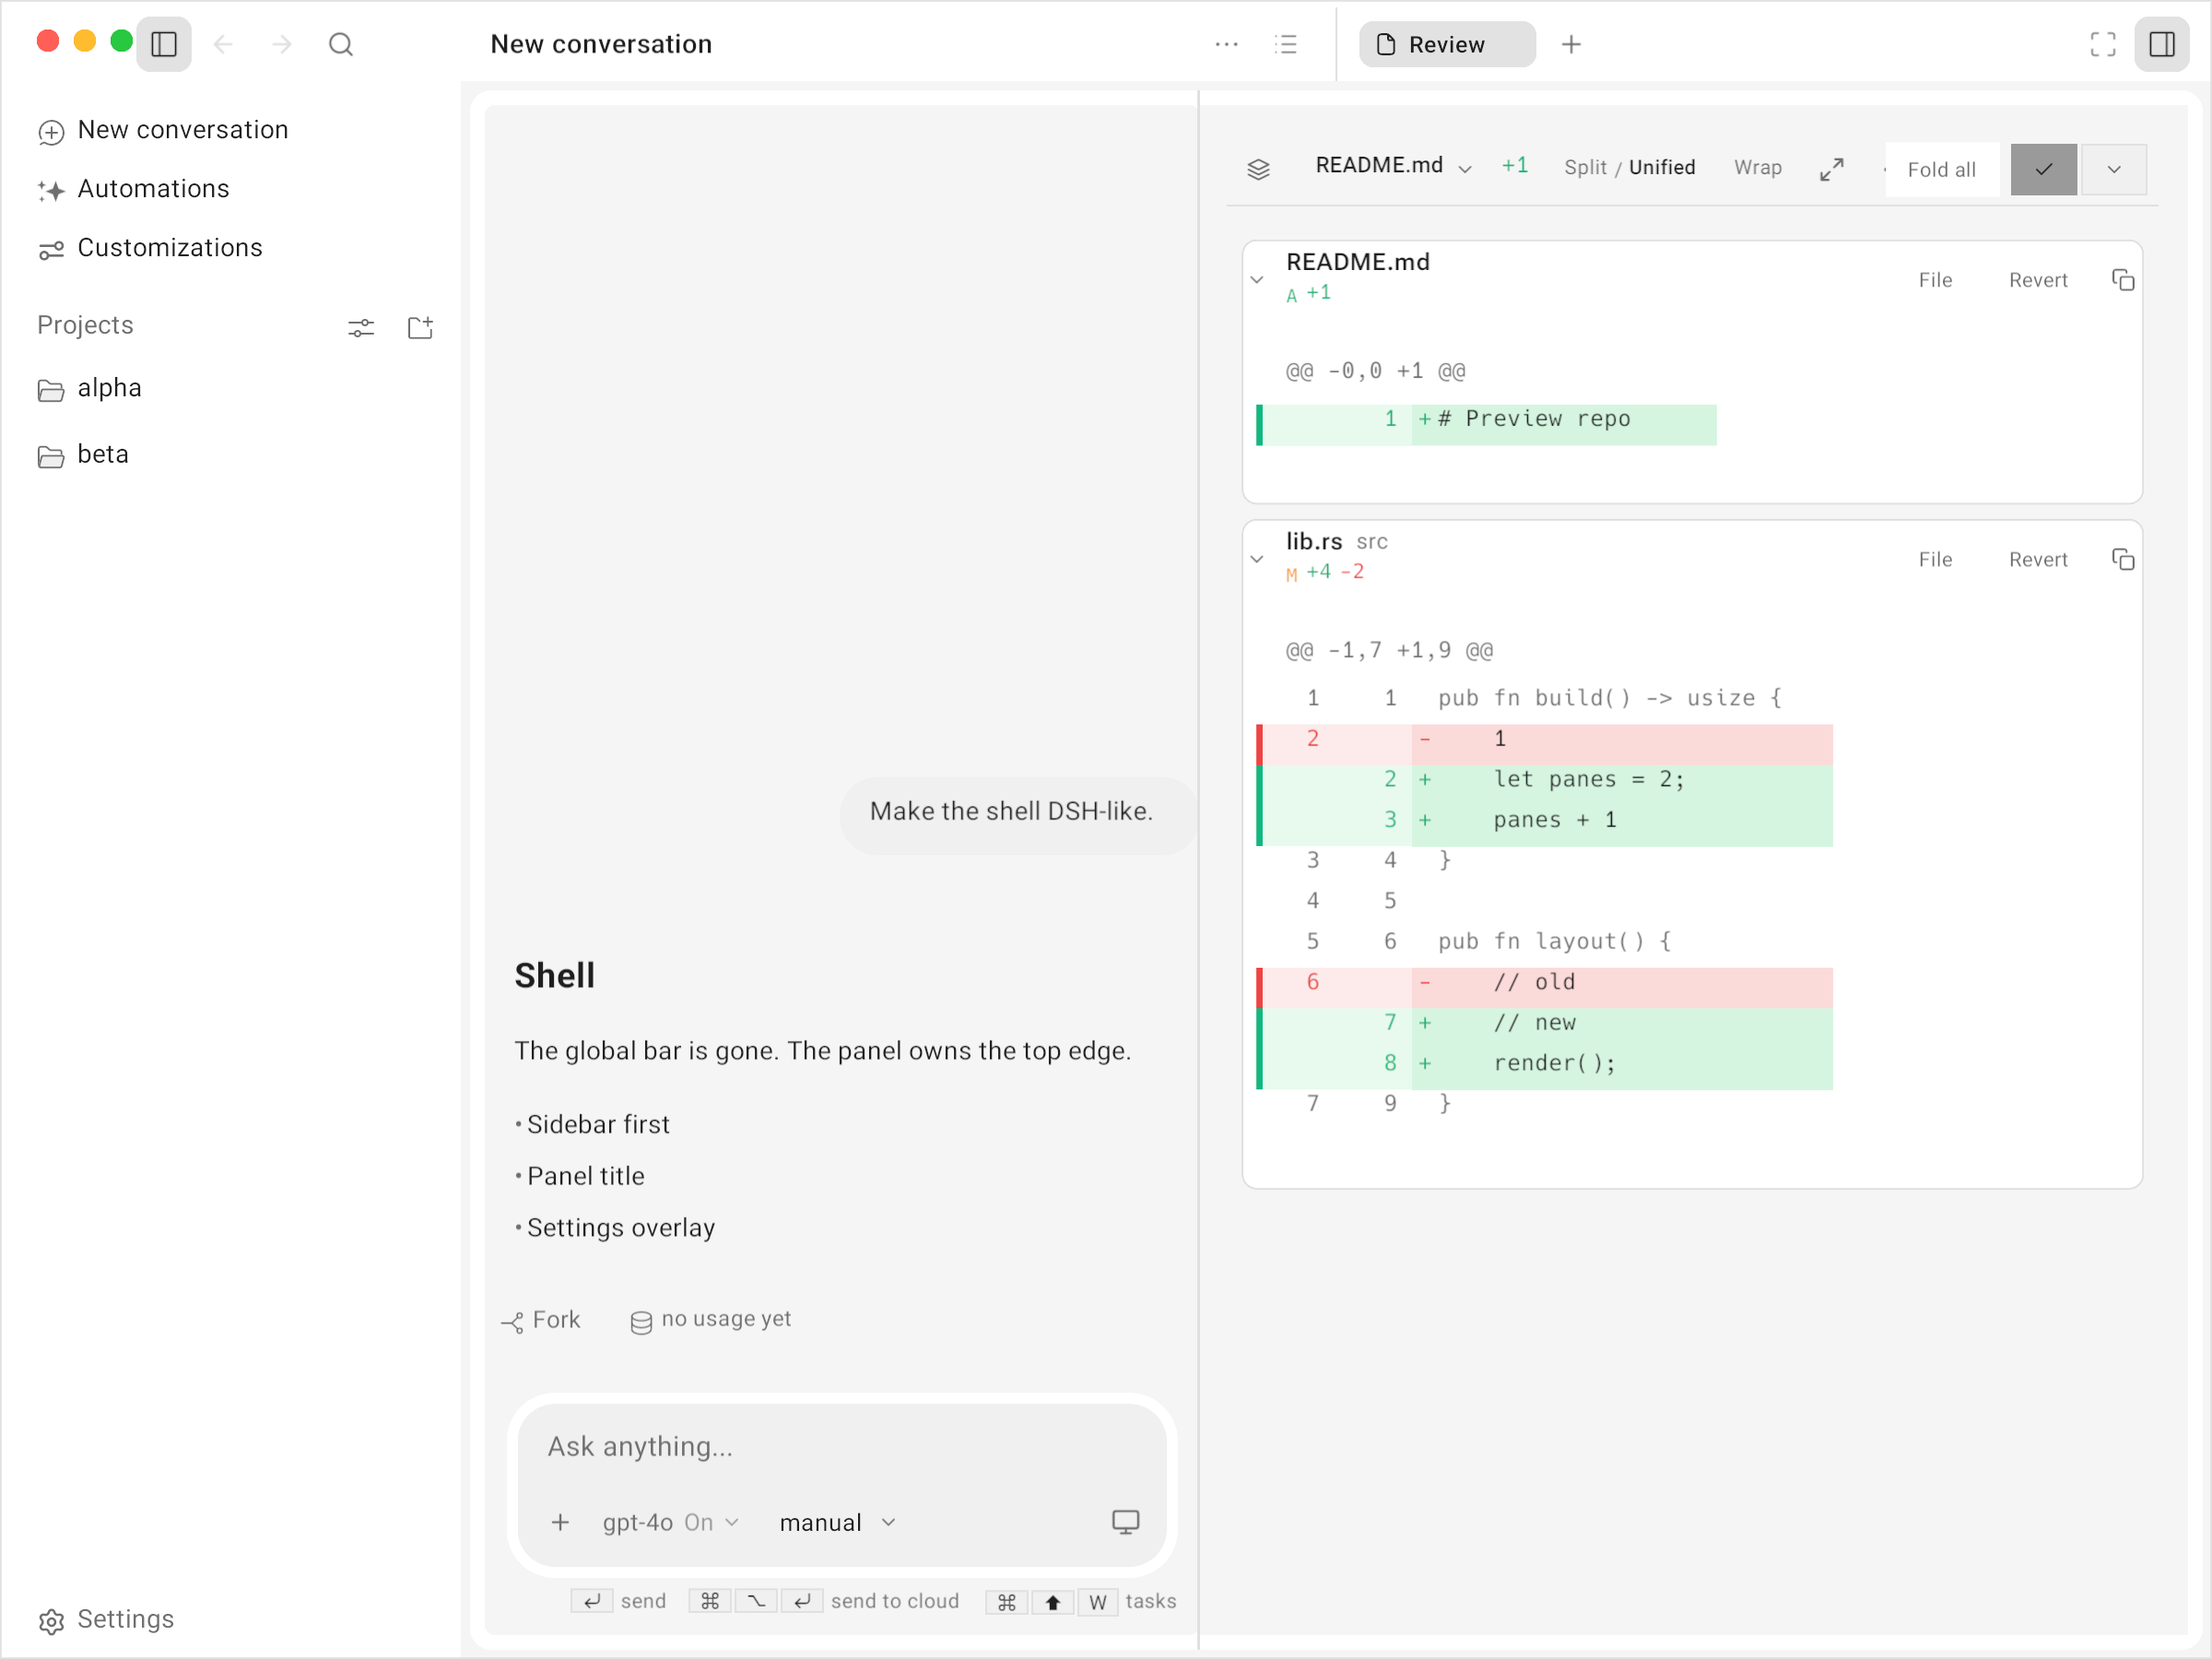 New conversation
Review
New conversation
Automations
Customizations
Projects
alpha
beta
Settings
Make the shell DSH-like.
Shell
The global bar is gone. The panel owns the top edge.
• Sidebar first
• Panel title
• Settings overlay
Fork no usage yet
Ask anything...
gpt-4o On manual
send ⌘ ⌥ send to cloud ⌘ W tasks
README.md +1 Split / Unified Wrap Fold all
README.md
File Revert
A +1
@@ -0,0 +1 @@
1 +# Preview repo
lib.rs src
File Revert
M +4 -2
@@ -1,7 +1,9 @@
1 1 pub fn build() -> usize {
2 - 1
2 + let panes = 2;
3 + panes + 1
3 4 }
4 5
5 6 pub fn layout() {
6 - // old
7 + // new
8 + render();
7 9 }